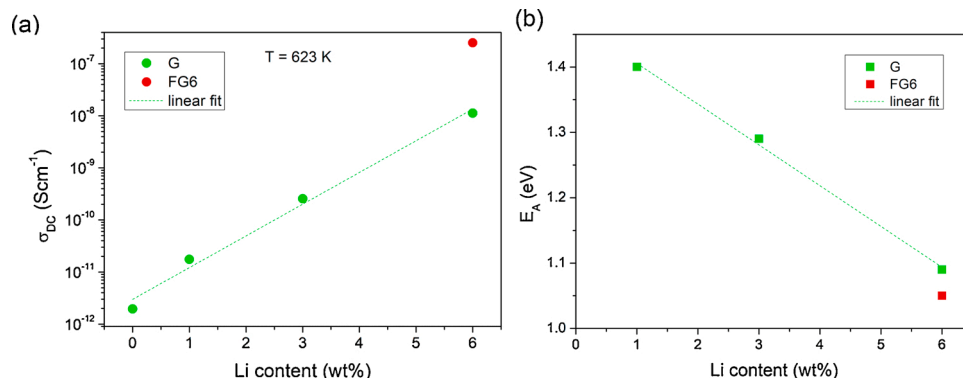 (a)
G
FG6
linear fit
T = 623 K
10⁻⁷
10⁻⁸
10⁻⁹
10⁻¹⁰
10⁻¹¹
10⁻¹²
σDC (Scm⁻¹)
0 1 2 3 4 5 6
Li content (wt%)
(b)
G
FG6
linear fit
1.4
1.3
1.2
1.1
1.0
EA (eV)
0 1 2 3 4 5 6
Li content (wt%)